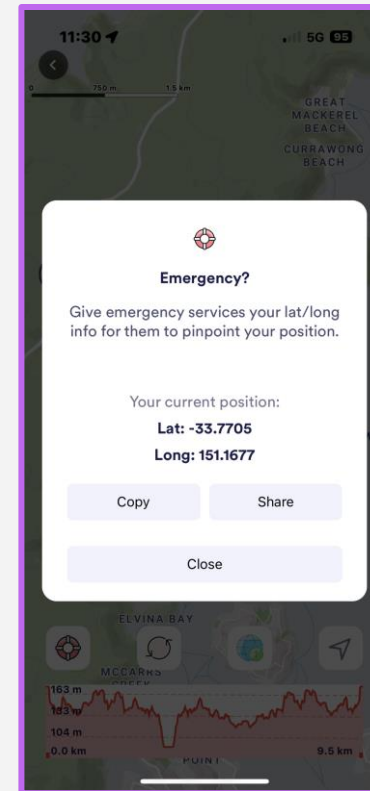 11:30
5G 95
0 750 m 1.5 km
GREAT
MACKEREL
BEACH
CURRAWONG
BEACH
Emergency?
Give emergency services your lat/long
info for them to pinpoint your position.
Your current position:
Lat: -33.7705
Long: 151.1677
Copy
Share
Close
ELVINA BAY
MCCARRS
CREEK
163 m
133 m
104 m
0.0 km
9.5 km
POINT